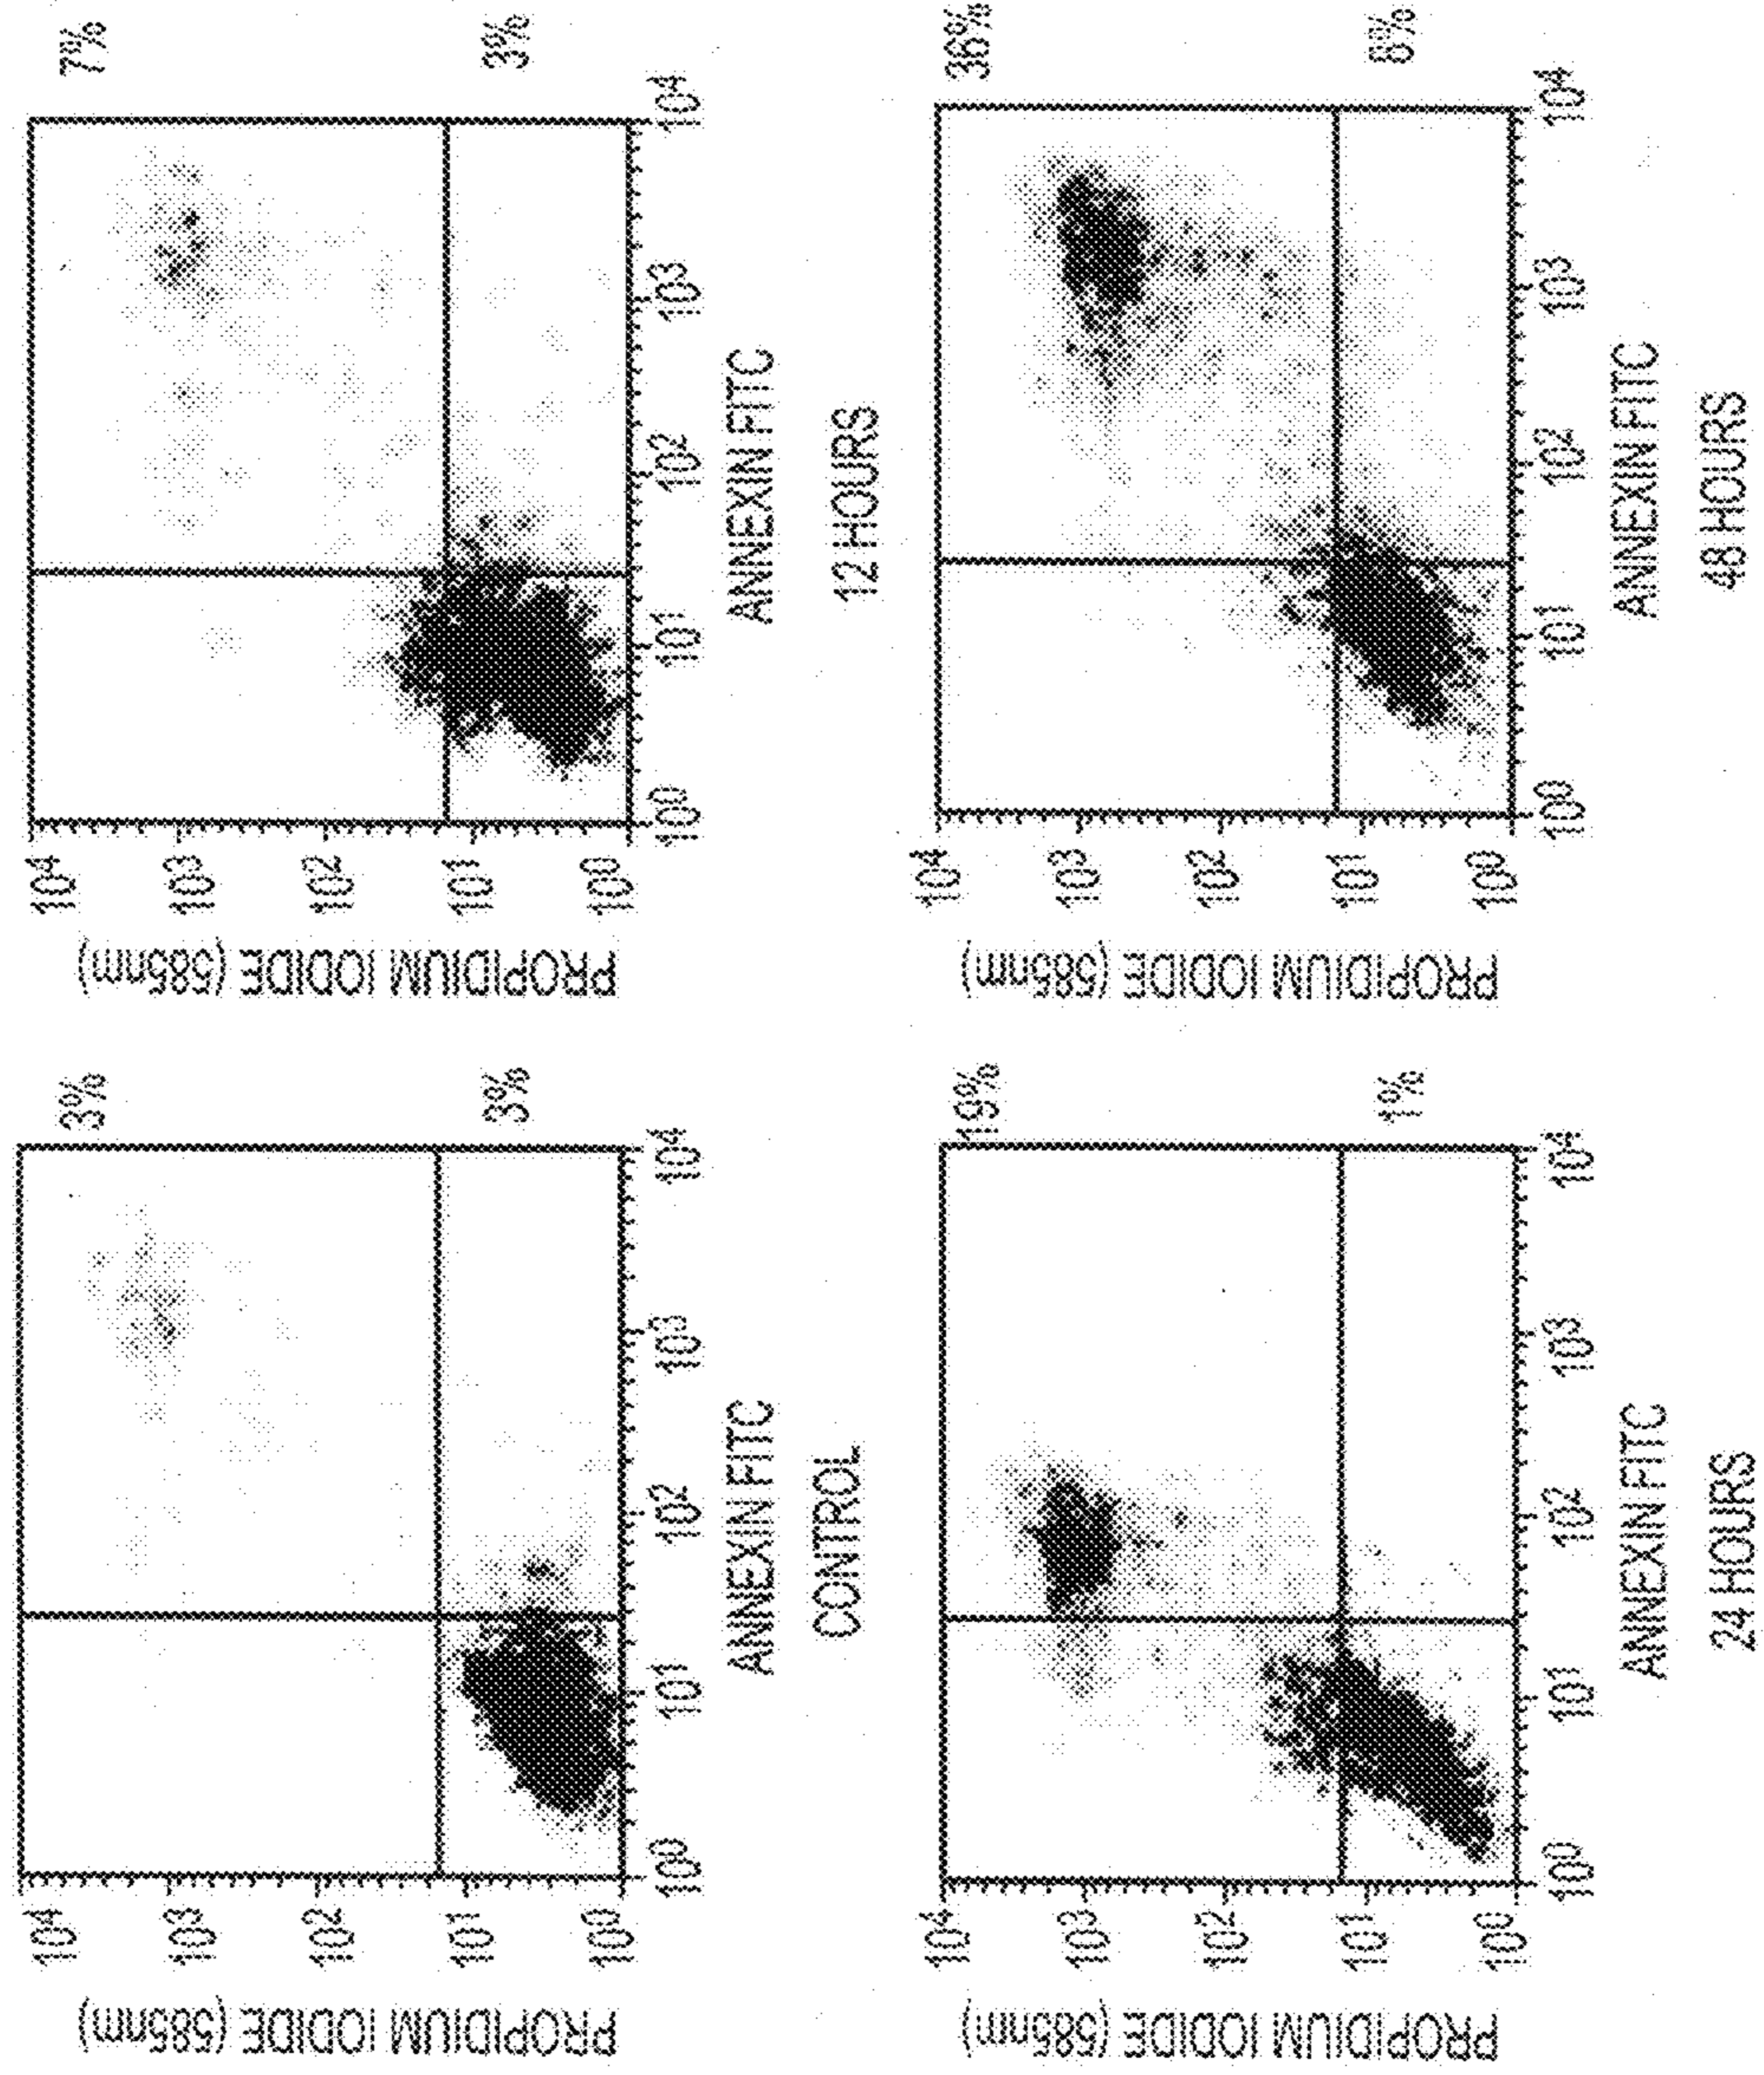 PROPIDIUM IODIDE (585nm)
10⁴
10³
10²
10¹
10⁰
3%
3%
10⁰ 10¹ 10² 10³ 10⁴
ANNEXIN FITC
CONTROL
PROPIDIUM IODIDE (585nm)
10⁴
10³
10²
10¹
10⁰
7%
3%
10⁰ 10¹ 10² 10³ 10⁴
ANNEXIN FITC
12 HOURS
PROPIDIUM IODIDE (585nm)
10⁴
10³
10²
10¹
10⁰
19%
1%
10⁰ 10¹ 10² 10³ 10⁴
ANNEXIN FITC
24 HOURS
PROPIDIUM IODIDE (585nm)
10⁴
10³
10²
10¹
10⁰
36%
8%
10⁰ 10¹ 10² 10³ 10⁴
ANNEXIN FITC
48 HOURS